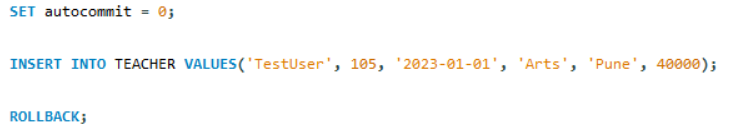 SET autocommit = 0;
INSERT INTO TEACHER VALUES('TestUser', 105, '2023-01-01', 'Arts', 'Pune', 40000);
ROLLBACK;